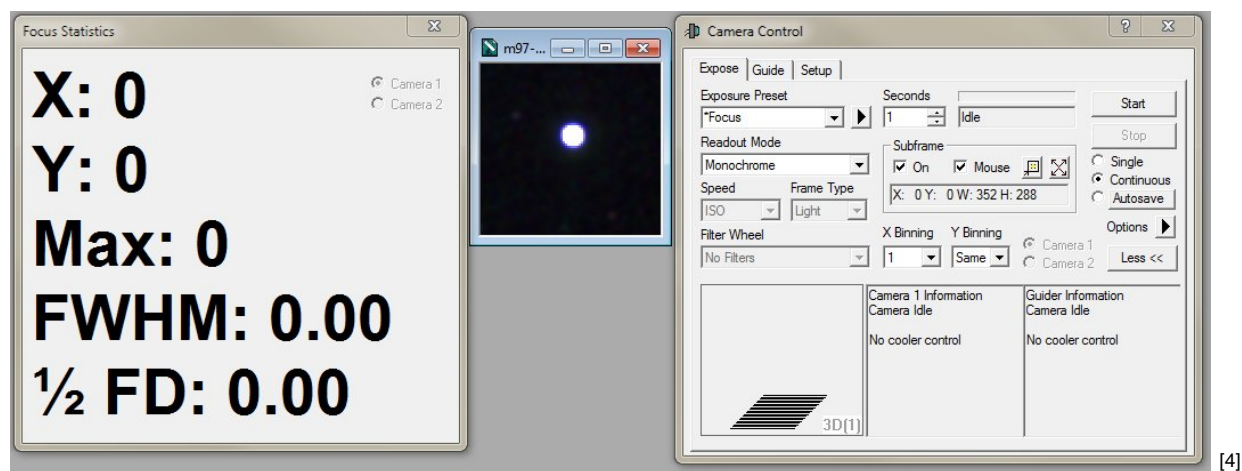 Focus Statistics
X: 0
Y: 0
Max: 0
FWHM: 0.00
½ FD: 0.00
Camera 1
Camera 2
m97-...
Camera Control
Expose Guide Setup
Exposure Preset
*Focus
Readout Mode
Monochrome
Speed Frame Type
ISO Light
Filter Wheel
No Filters
Seconds
1 Idle
Subframe
On Mouse
X: 0 Y: 0 W: 352 H: 288
X Binning Y Binning
1 Same
Camera 1
Camera 2
Start
Stop
Single
Continuous
Autosave
Options
Less <<
3D(1)
Camera 1 Information
Camera Idle
No cooler control
Guider Information
Camera Idle
No cooler control
[4]